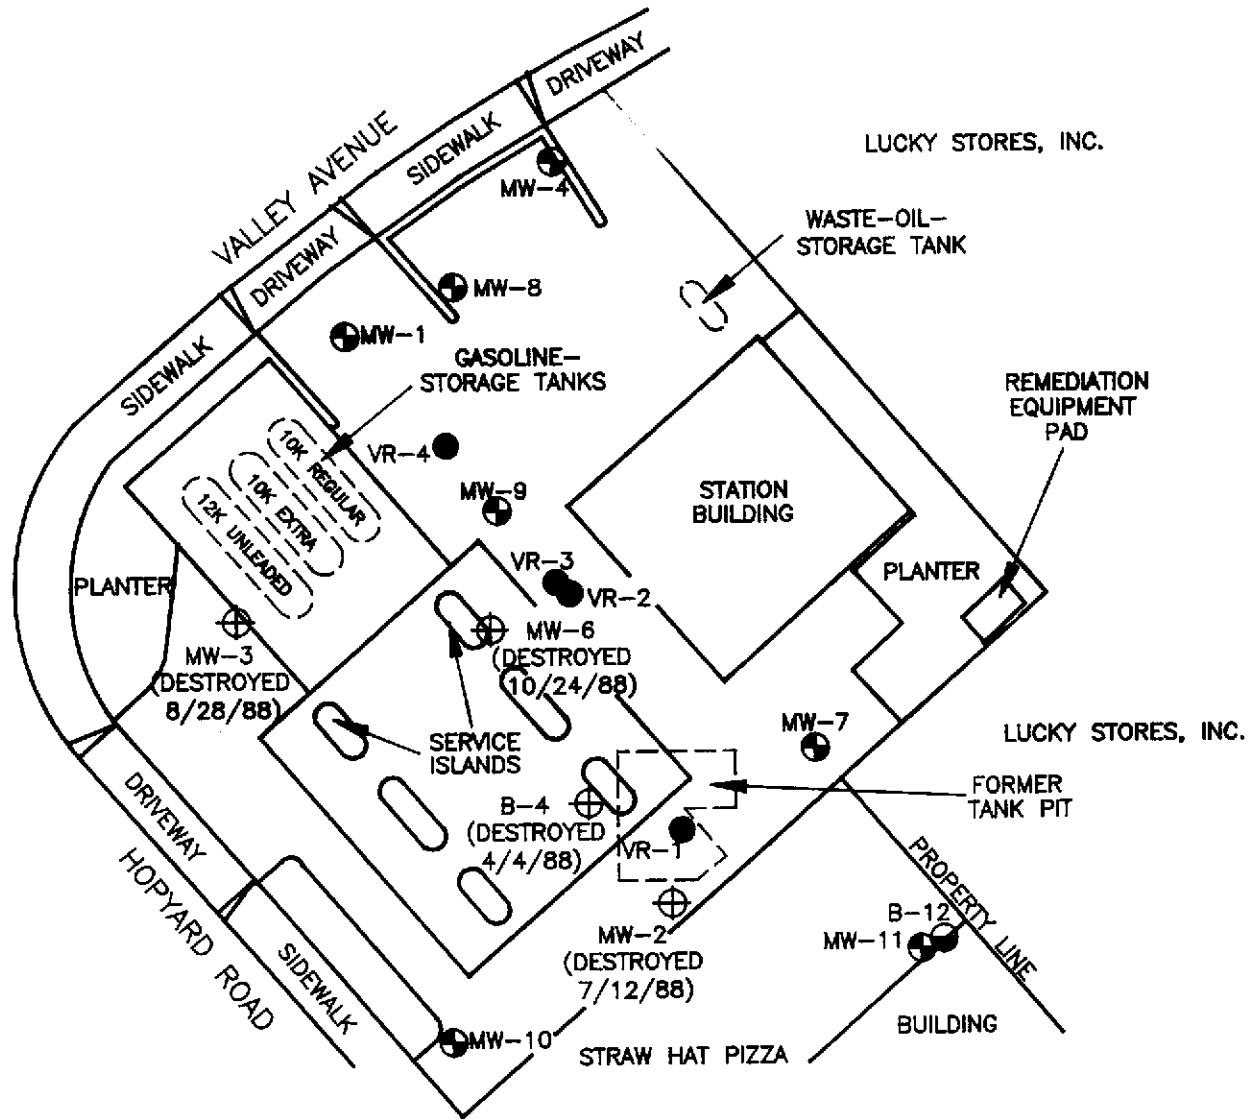 DRIVEWAY
LUCKY STORES, INC.
SIDEWALK
VALLEY AVENUE
MW-4
WASTE-OIL-
STORAGE TANK
DRIVEWAY
MW-8
MW-1
SIDEWALK
GASOLINE-
STORAGE TANKS
REMEDIATION
EQUIPMENT
PAD
VR-4
10K REGULAR
10K EXTRA
12K UNLEADED
MW-9
STATION
BUILDING
VR-3
VR-2
PLANTER
PLANTER
MW-3
(DESTROYED
8/28/88)
MW-6
(DESTROYED
10/24/88)
SERVICE
ISLANDS
MW-7
LUCKY STORES, INC.
FORMER
TANK PIT
B-4
(DESTROYED
4/4/88)
VR-1
DRIVEWAY
HOPYARD ROAD
SIDEWALK
MW-2
(DESTROYED
7/12/88)
PROPERTY LINE
B-12
MW-11
BUILDING
MW-10
STRAW HAT PIZZA